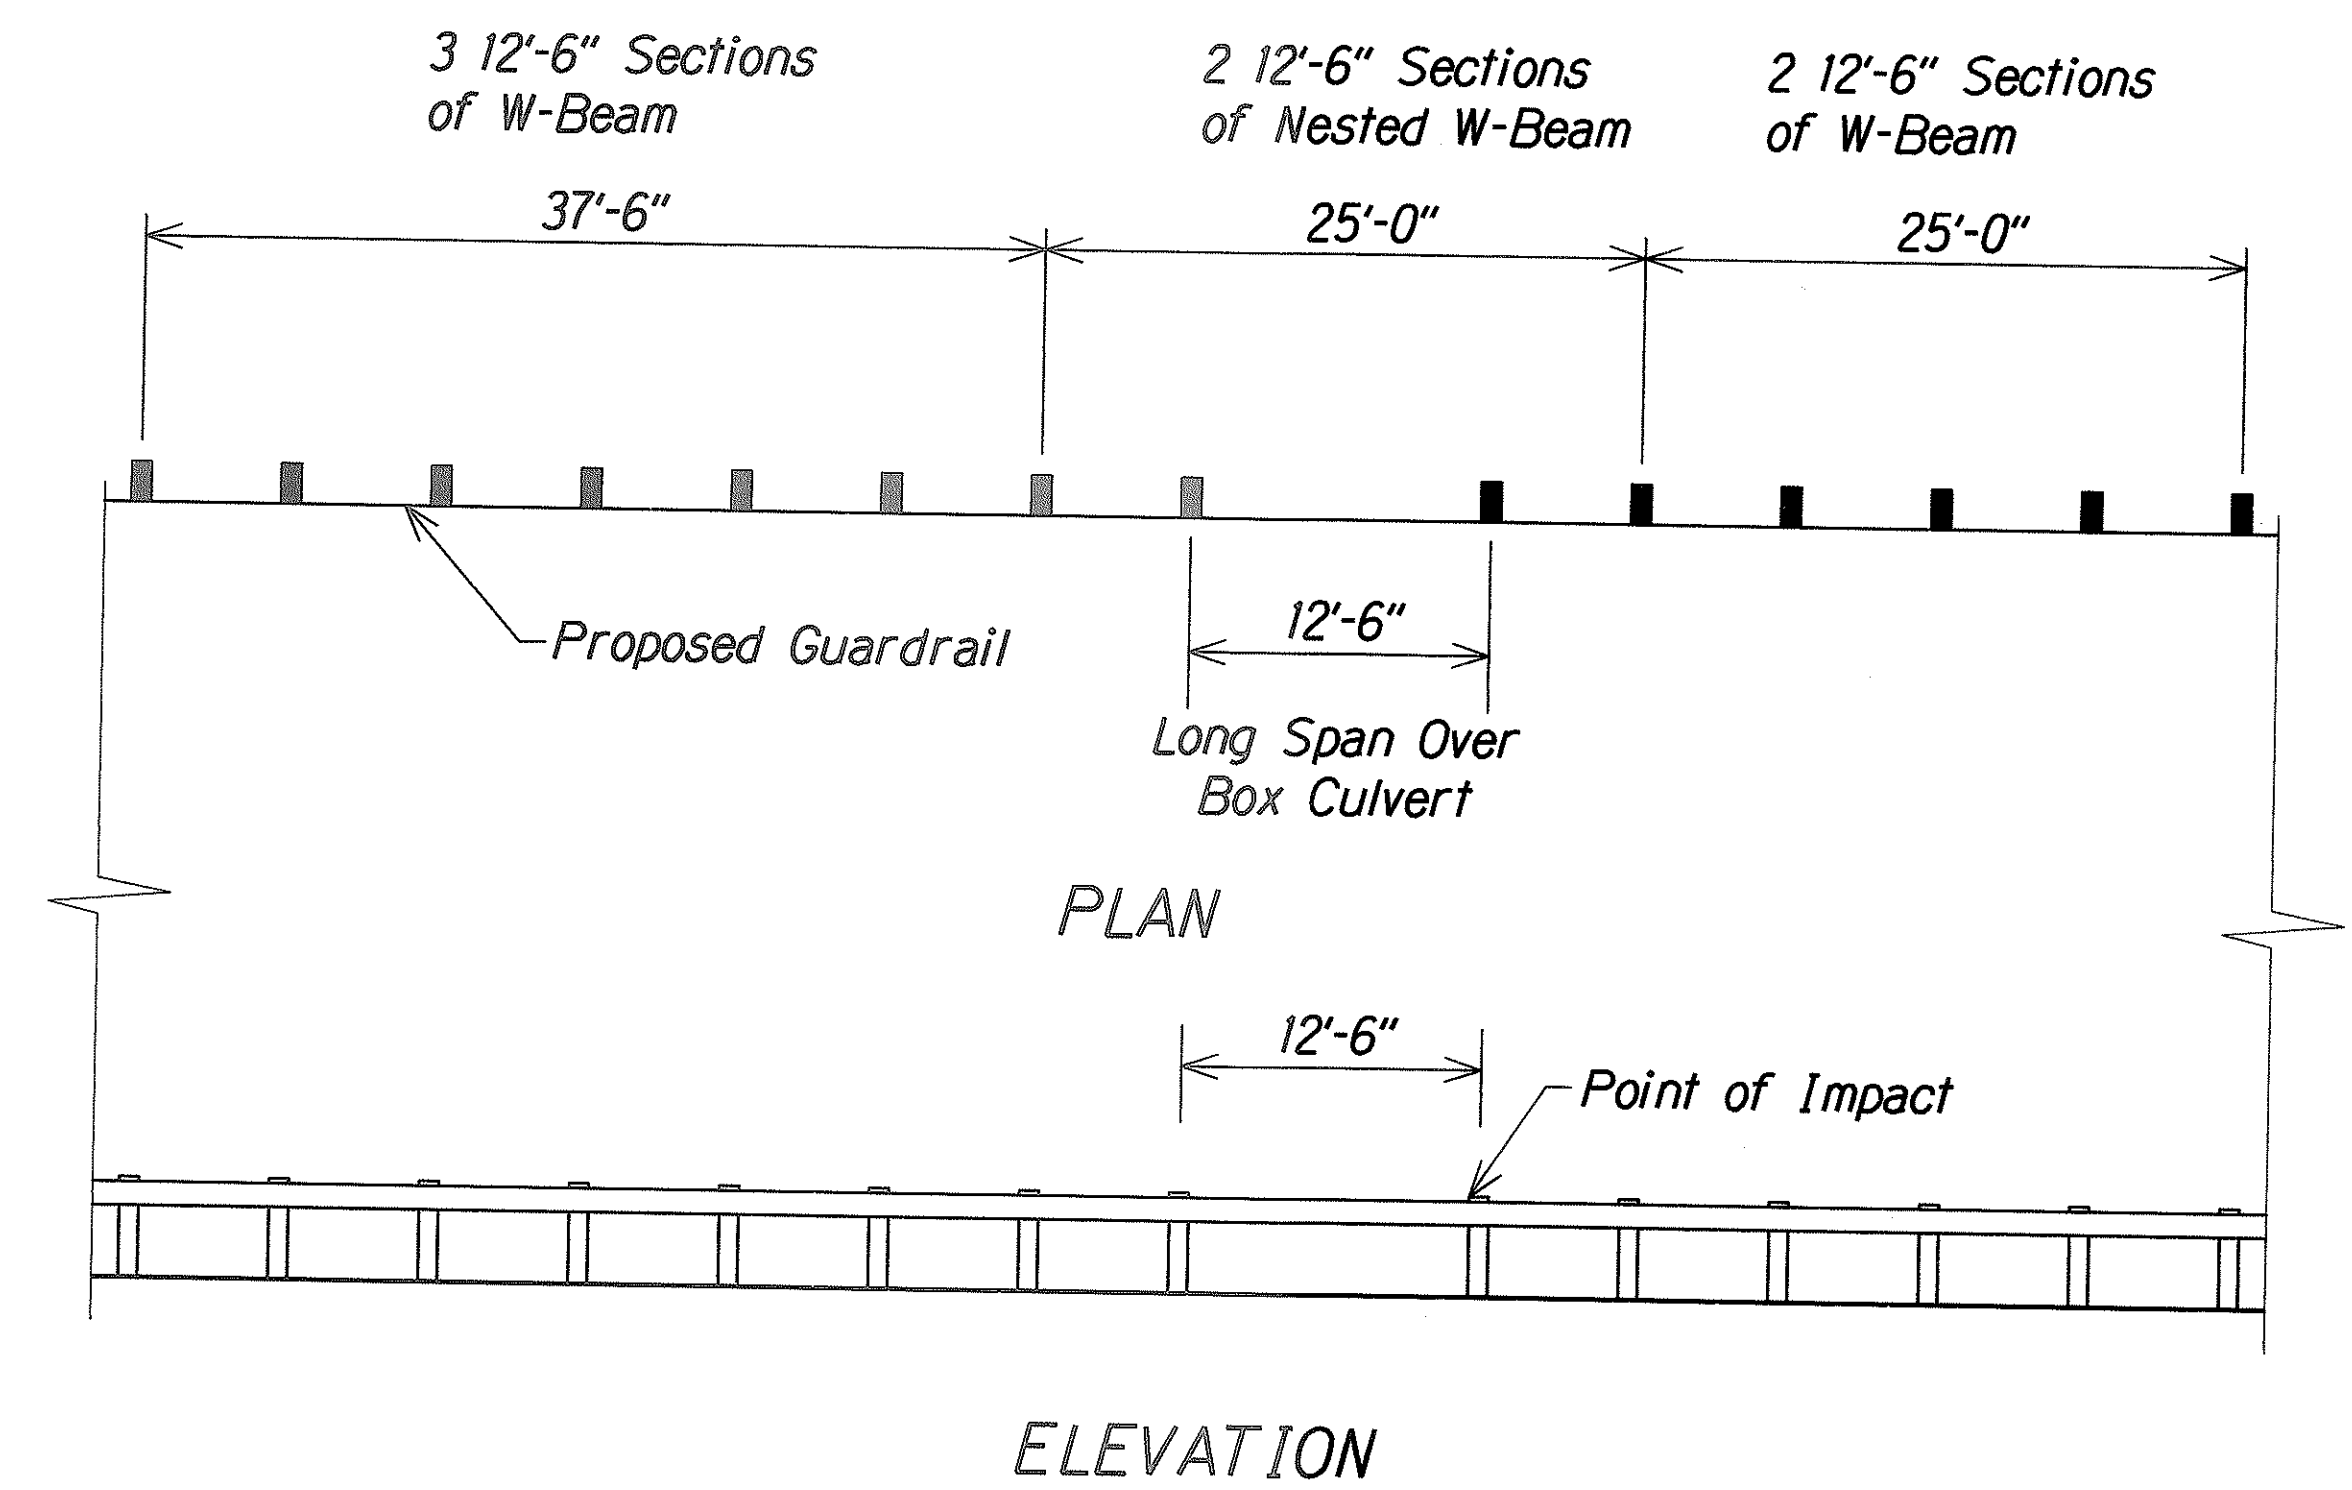 3 12'-6" Sections
of W-Beam
2 12'-6" Sections
of Nested W-Beam
2 12'-6" Sections
of W-Beam
37'-6"
25'-0"
25'-0"
12'-6"
Proposed Guardrail
Long Span Over
Box Culvert
PLAN
12'-6"
Point of Impact
ELEVATION